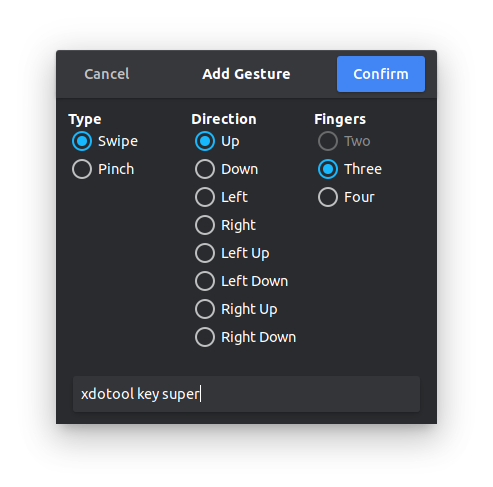 Cancel Add Gesture Confirm
Type Direction Fingers
Swipe Up Two
Pinch Down Three
Left Four
Right
Left Up
Left Down
Right Up
Right Down
xdotool key super